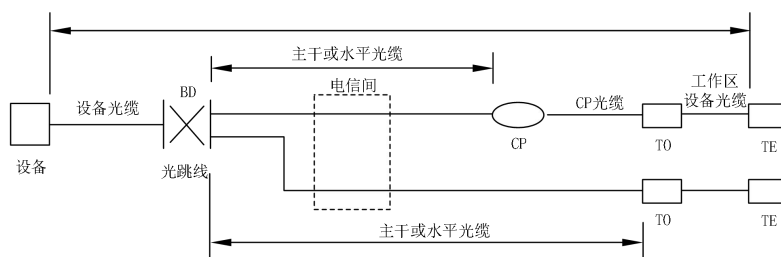 主干或水平光缆
电信间
BD
设备光缆
CP光缆
工作区
设备光缆
设备
光跳线
CP
TO
TE
TO
TE
主干或水平光缆